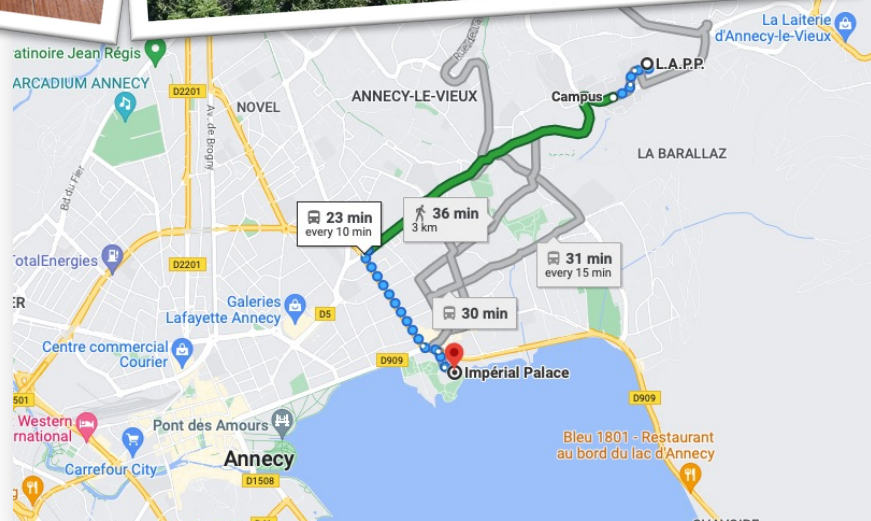 La Laiterie
d'Annecy-le-Vieux
atinoire Jean Régis
L.A.P.P.
ARCADIUM ANNECY
D2201
NOVEL
ANNECY-LE-VIEUX
Campus
Av. de Brogny
LA BARALLAZ
Bd du Fier
23 min
every 10 min
36 min
3 km
TotalEnergies
D2201
31 min
every 15 min
ER
Galeries
Lafayette Annecy
D5
30 min
Centre commercial
Courier
D909
Impérial Palace
501
D909
Western
rnational
Pont des Amours
Bleu 1801 - Restaurant
au bord du lac d'Annecy
Carrefour City
Annecy
D1508
g